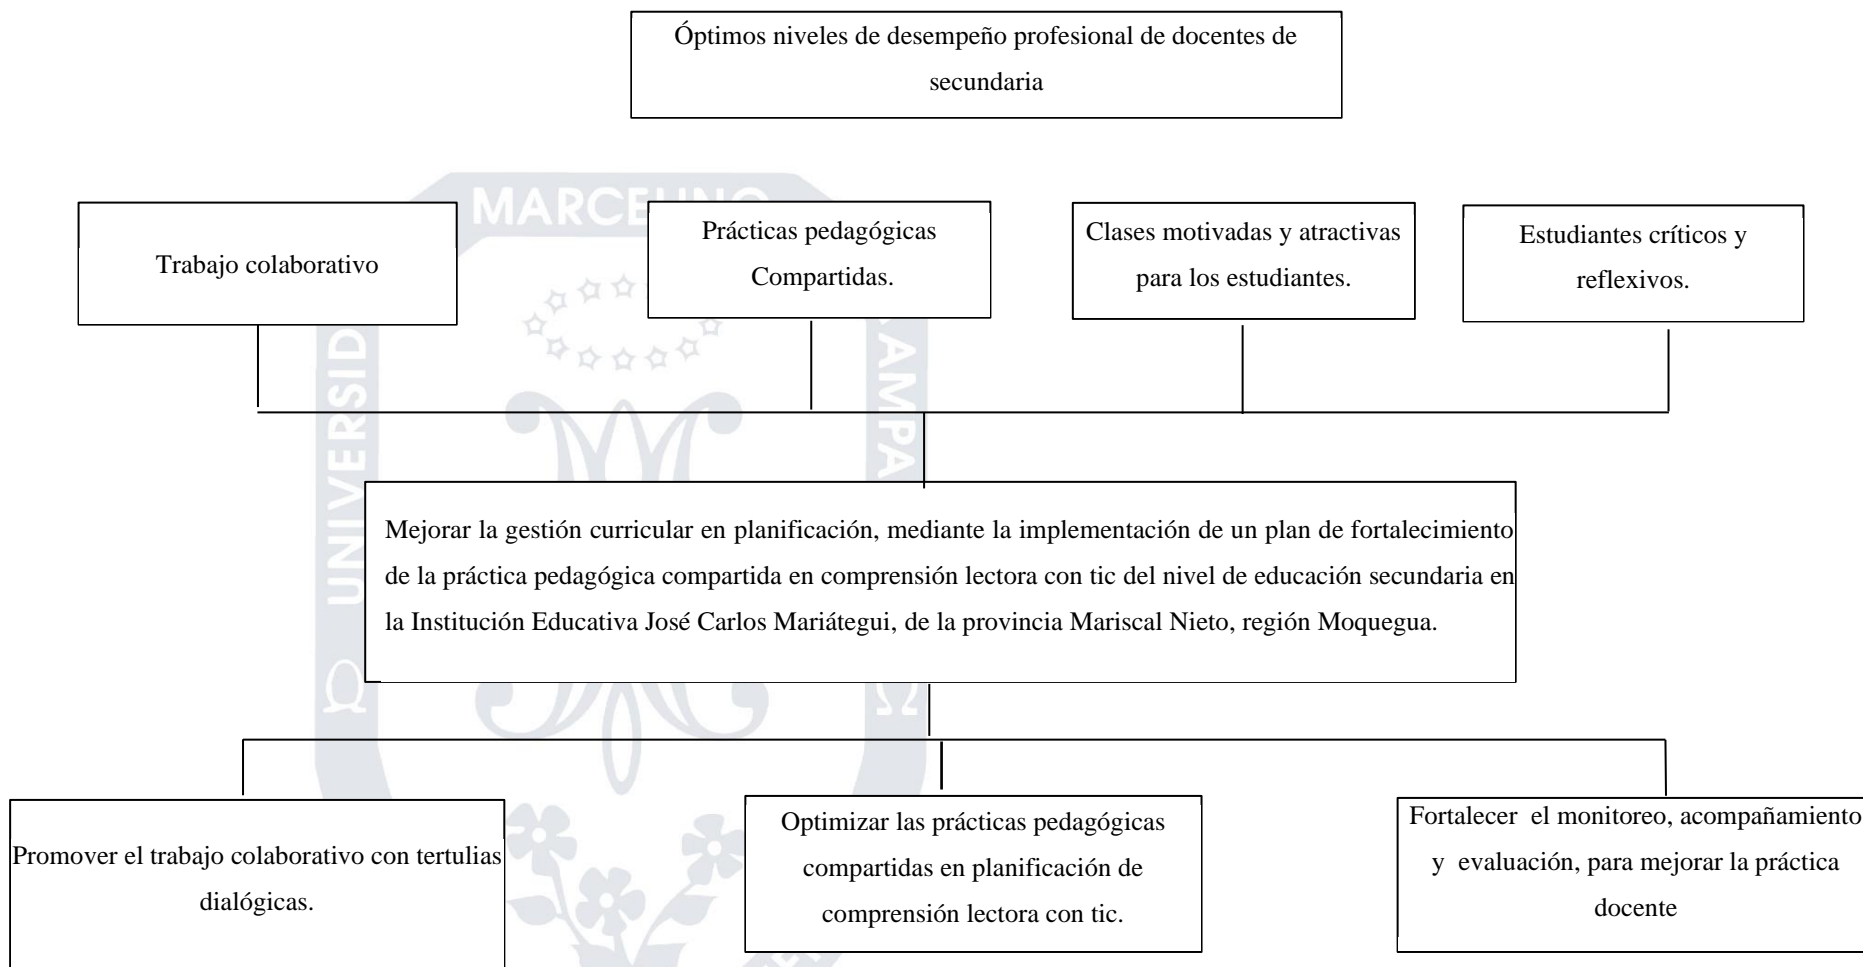 Óptimos niveles de desempeño profesional de docentes de
secundaria
MARCELINO
Trabajo colaborativo
Prácticas pedagógicas
Compartidas.
Clases motivadas y atractivas
para los estudiantes.
Estudiantes críticos y
reflexivos.
UNIVERSID
AMPA
Mejorar la gestión curricular en planificación, mediante la implementación de un plan de fortalecimiento
de la práctica pedagógica compartida en comprensión lectora con tic del nivel de educación secundaria en
la Institución Educativa José Carlos Mariátegui, de la provincia Mariscal Nieto, región Moquegua.
Ω Ω
Promover el trabajo colaborativo con tertulias
dialógicas.
Optimizar las prácticas pedagógicas
compartidas en planificación de
comprensión lectora con tic.
Fortalecer el monitoreo, acompañamiento
y evaluación, para mejorar la práctica
docente